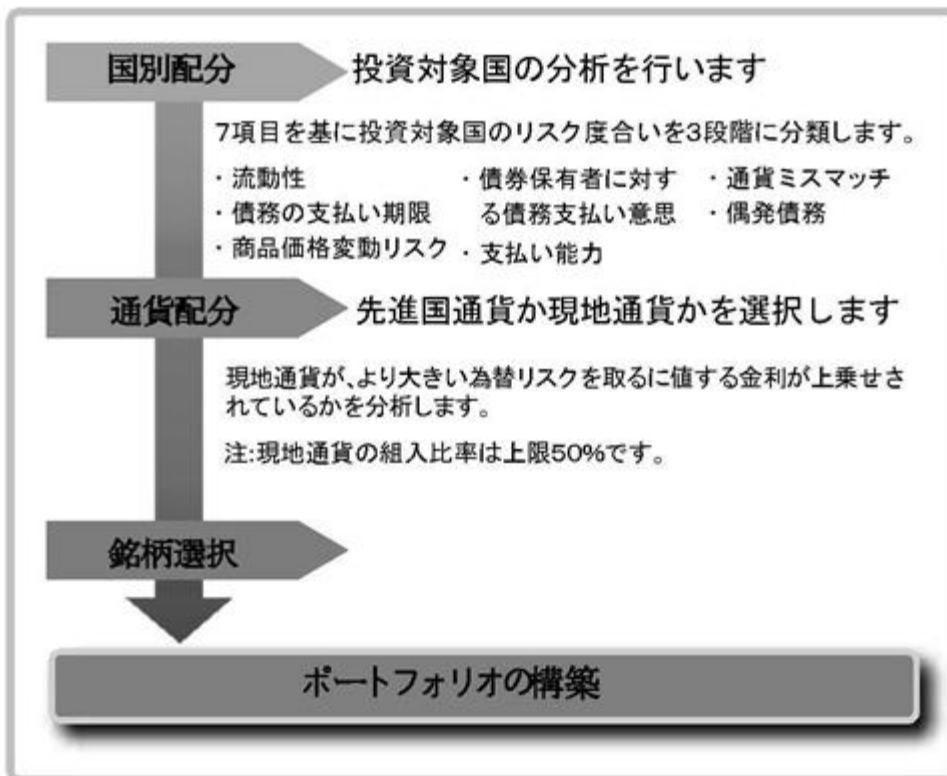 国別配分
投資対象国の分析を行います
7項目を基に投資対象国のリスク度合いを3段階に分類します。
・流動性
・債務の支払い期限
・商品価格変動リスク
・債券保有者に対す
る債務支払い意思
・支払い能力
・通貨ミスマッチ
・偶発債務
通貨配分
先進国通貨か現地通貨かを選択します
現地通貨が、より大きい為替リスクを取るに値する金利が上乗せさ
れているかを分析します。
注:現地通貨の組入比率は上限50%です。
銘柄選択
ポートフォリオの構築